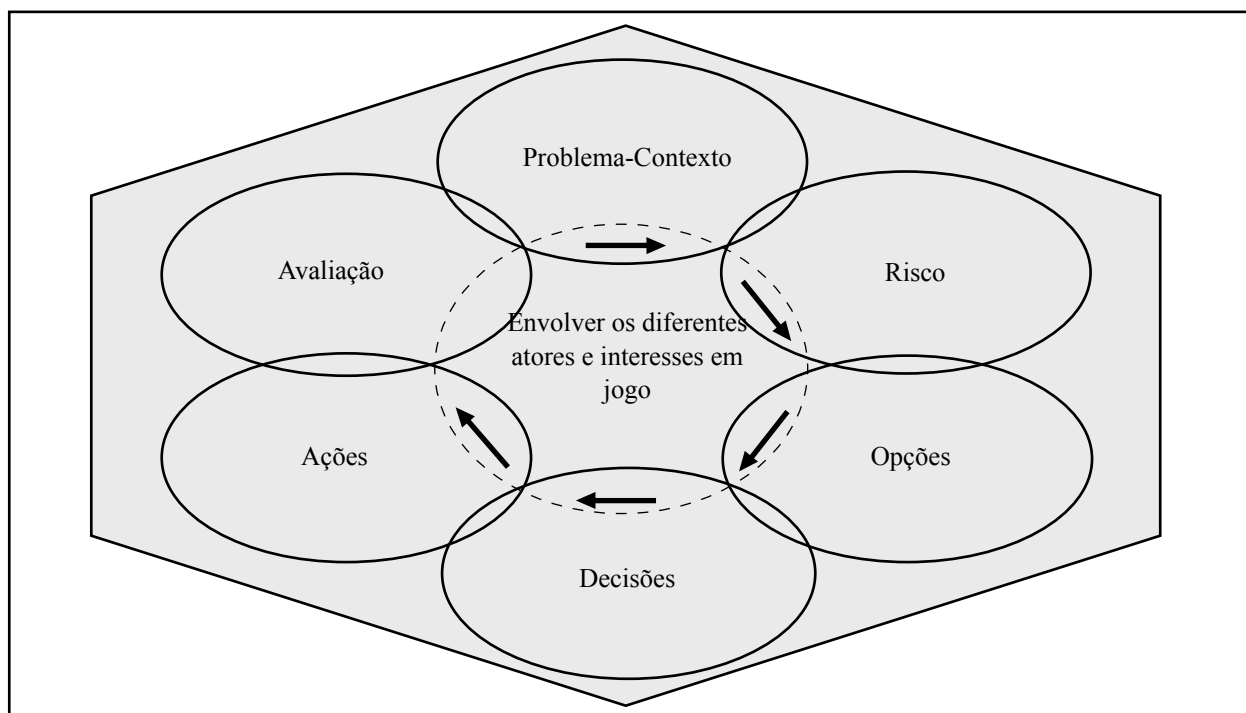 Problema-Contexto
Avaliação
Risco
Envolver os diferentes
atores e interesses em
jogo
Ações
Opções
Decisões